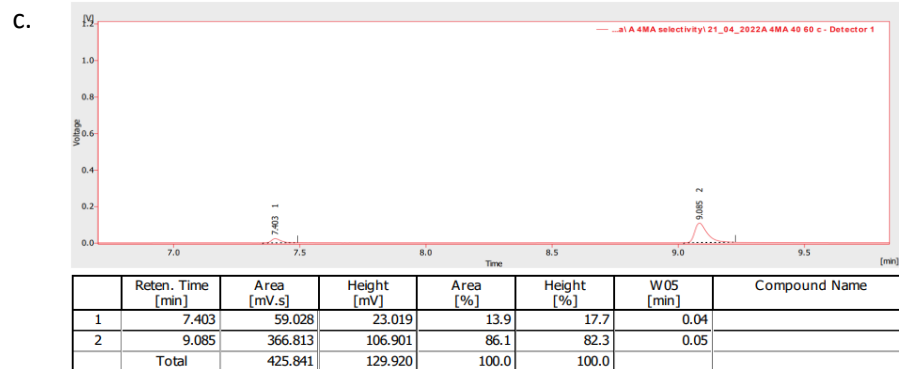 c.
[V]
1.2
...a\ A 4MA selectivity\ 21_04_2022A 4MA 40 60 c - Detector 1
1.0
0.8
0.6
0.4
0.2
0.0
Voltage
7.403 1
9.085 2
7.0 7.5 8.0 8.5 9.0 9.5
Time
[min]
Reten. Time [min] Area [mV.s] Height [mV] Area [%] Height [%] W05 [min] Compound Name
1 7.403 59.028 23.019 13.9 17.7 0.04
2 9.085 366.813 106.901 86.1 82.3 0.05
Total 425.841 129.920 100.0 100.0